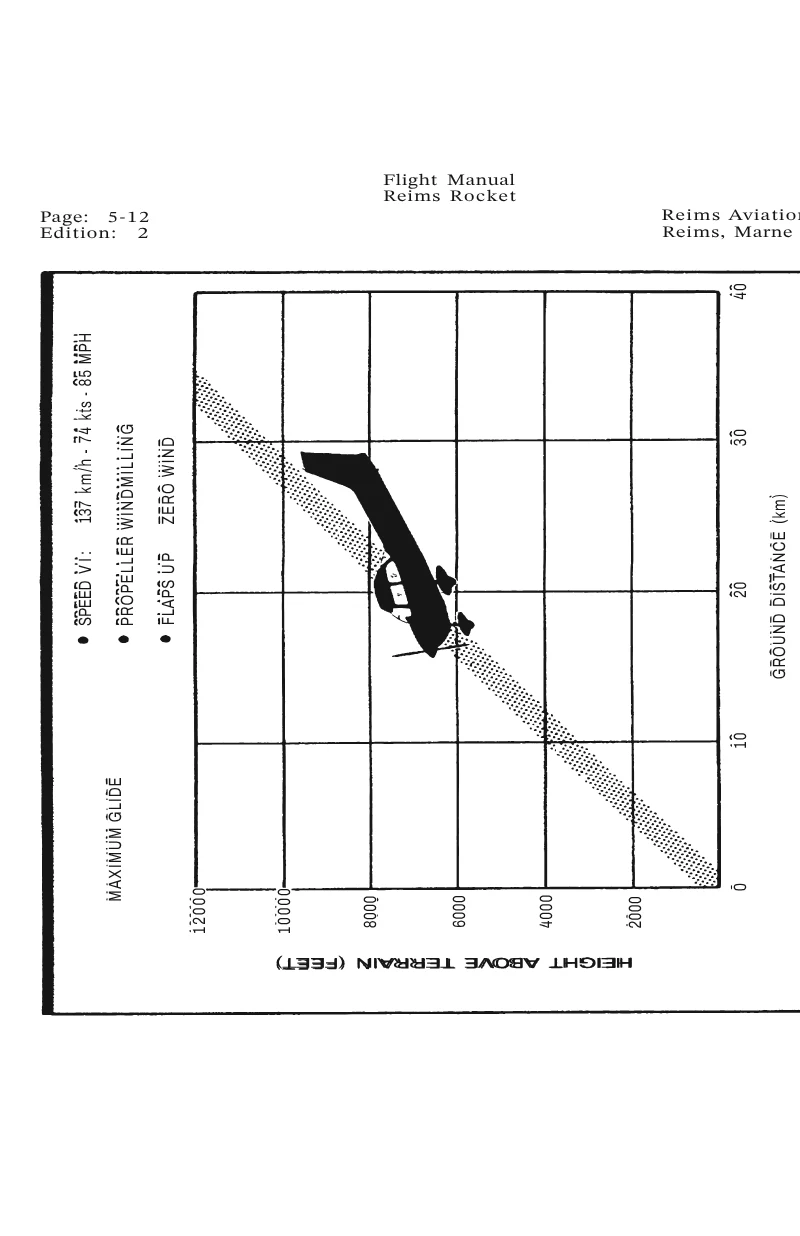 Flight Manual
Reims Rocket
Page: 5-12
Edition: 2
Reims Aviation
Reims, Marne
MAXIMUM GLIDE
● SPEED VI: 137 km/h - 74 kts - 85 MPH
● PROPELLER WINDMILLING
● FLAPS UP ZERO WIND
HEIGHT ABOVE TERRAIN (FEET)
12000
10000
8000
6000
4000
2000
0
10
20
30
40
GROUND DISTANCE (km)